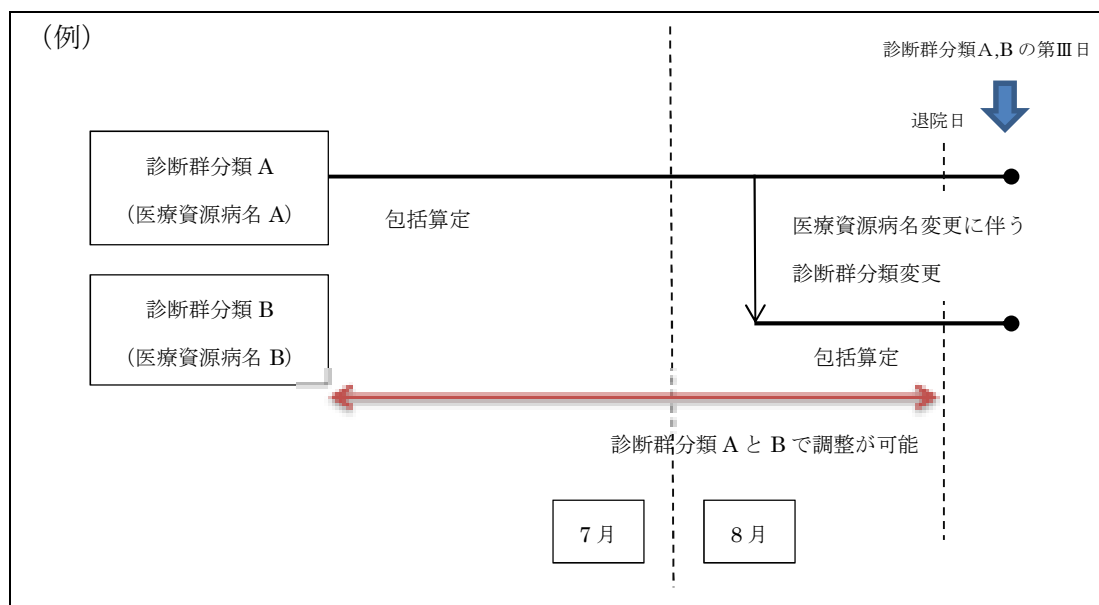 (例)
診断群分類A,Bの第Ⅲ日
退院日
診断群分類 A
(医療資源病名 A)
包括算定
医療資源病名変更に伴う
診断群分類変更
診断群分類 B
(医療資源病名 B)
包括算定
診断群分類 A と B で調整が可能
7 月
8 月